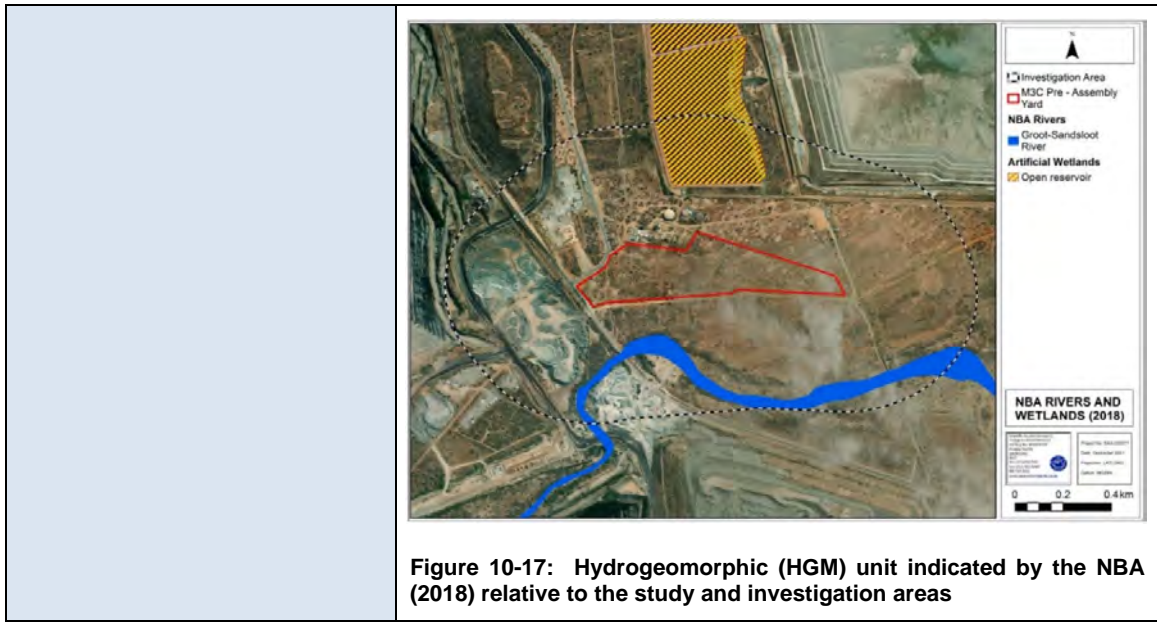 N
Investigation Area
M3C Pre - Assembly
Yard
NBA Rivers
Groot-Sandsloot
River
Artificial Wetlands
Open reservoir
NBA RIVERS AND
WETLANDS (2018)
0 0.2 0.4 km
Figure 10-17: Hydrogeomorphic (HGM) unit indicated by the NBA
(2018) relative to the study and investigation areas